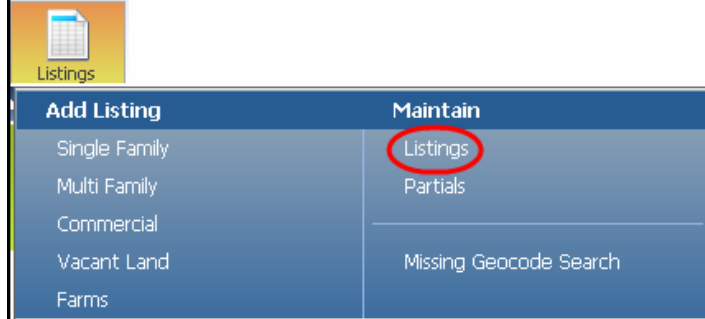 Listings
Add Listing
Maintain
Single Family
Listings
Multi Family
Partials
Commercial
Vacant Land
Missing Geocode Search
Farms